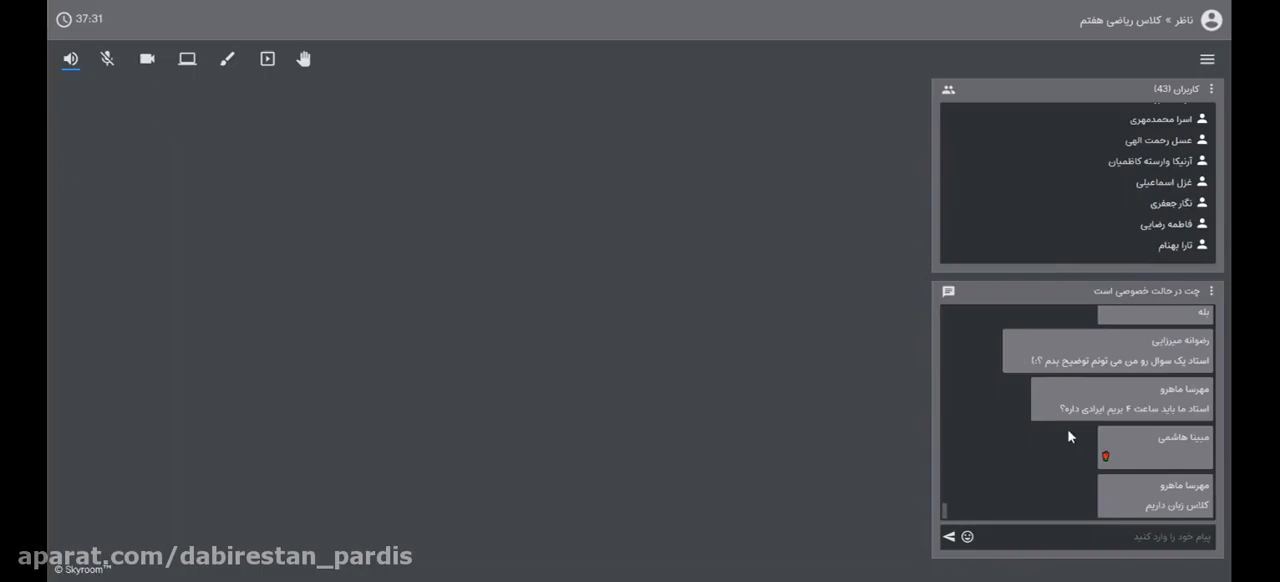 37:31
ناظر » کلاس ریاضی هفتم
کاربران (43)
اسرا محمدمهری
عسل رحمت الهی
آرنیکا وارسته کاظمیان
غزل اسماعیلی
نگار جعفری
فاطمه رضایی
تارا بهنام
چت در حالت خصوصی است
بله
رضوانه میرزایی
استاد یک سوال رو من می تونم توضیح بدم ؟:)
مهرسا ماهرو
استاد ما باید ساعت ۴ بریم ایرادی داره؟
مبینا هاشمی
مهرسا ماهرو
کلاس زبان داریم
پیام خود را وارد کنید
aparat.com/dabirestan_pardis
© Skyroom™